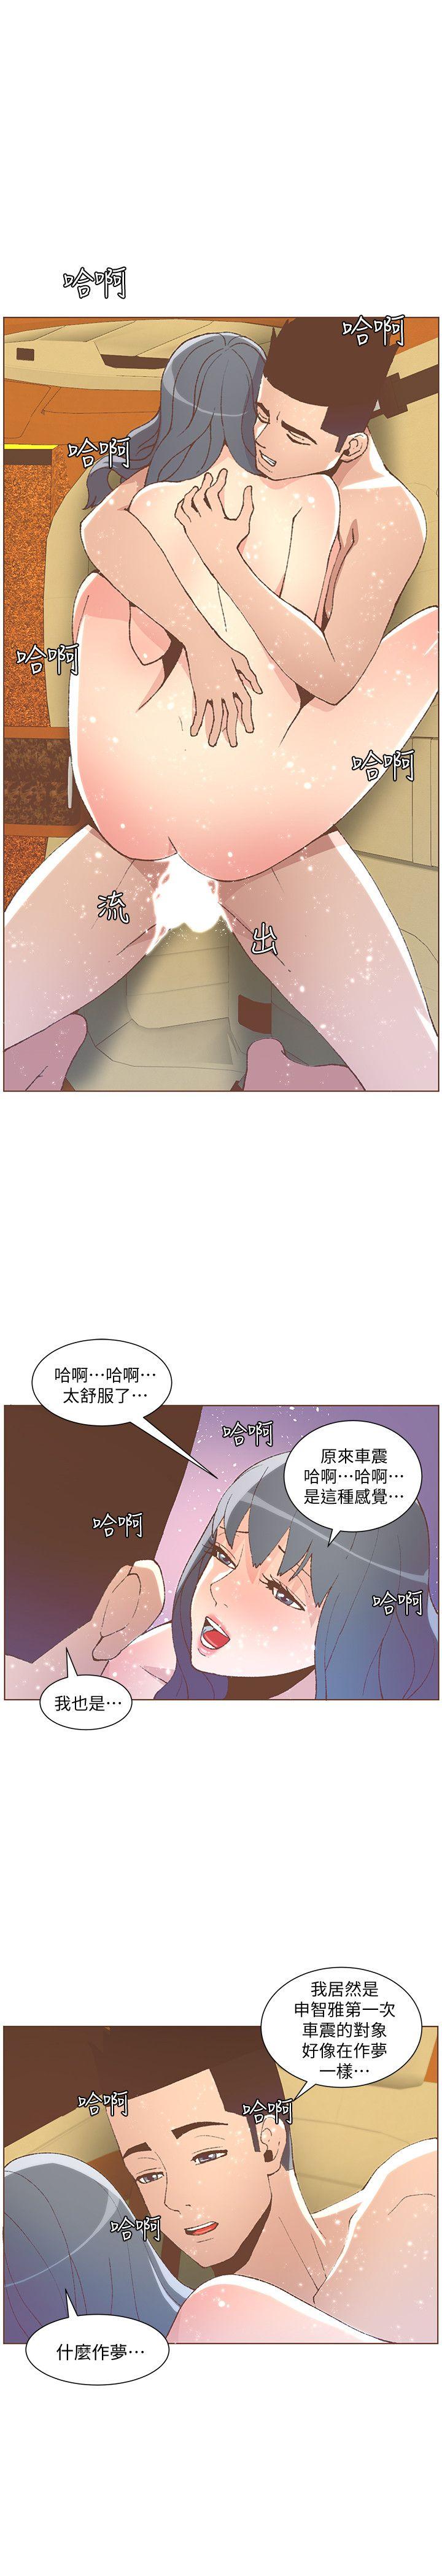 哈啊
哈啊
哈啊
哈啊
哈啊
流
出
哈啊⋯哈啊⋯
太舒服了⋯
哈啊
原來車震
哈啊⋯哈啊⋯
是這種感覺⋯
哈啊
哈啊
我也是⋯
我居然是
申智雅第一次
車震的對象
好像在作夢
一樣⋯
哈啊
哈啊
哈啊
什麼作夢⋯